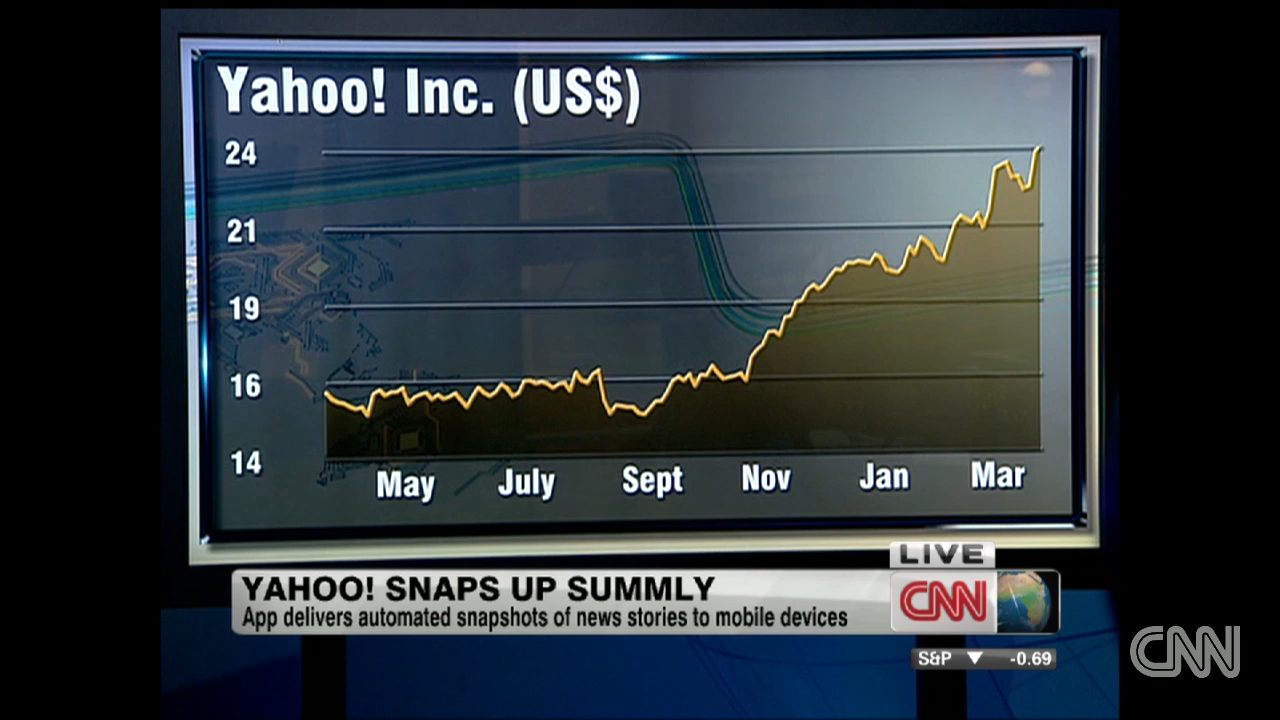 Yahoo! Inc. (US$)
24
21
19
16
14
May July Sept Nov Jan Mar
LIVE
YAHOO! SNAPS UP SUMMLY
App delivers automated snapshots of news stories to mobile devices
CNN
S&P ▼ -0.69
CNN